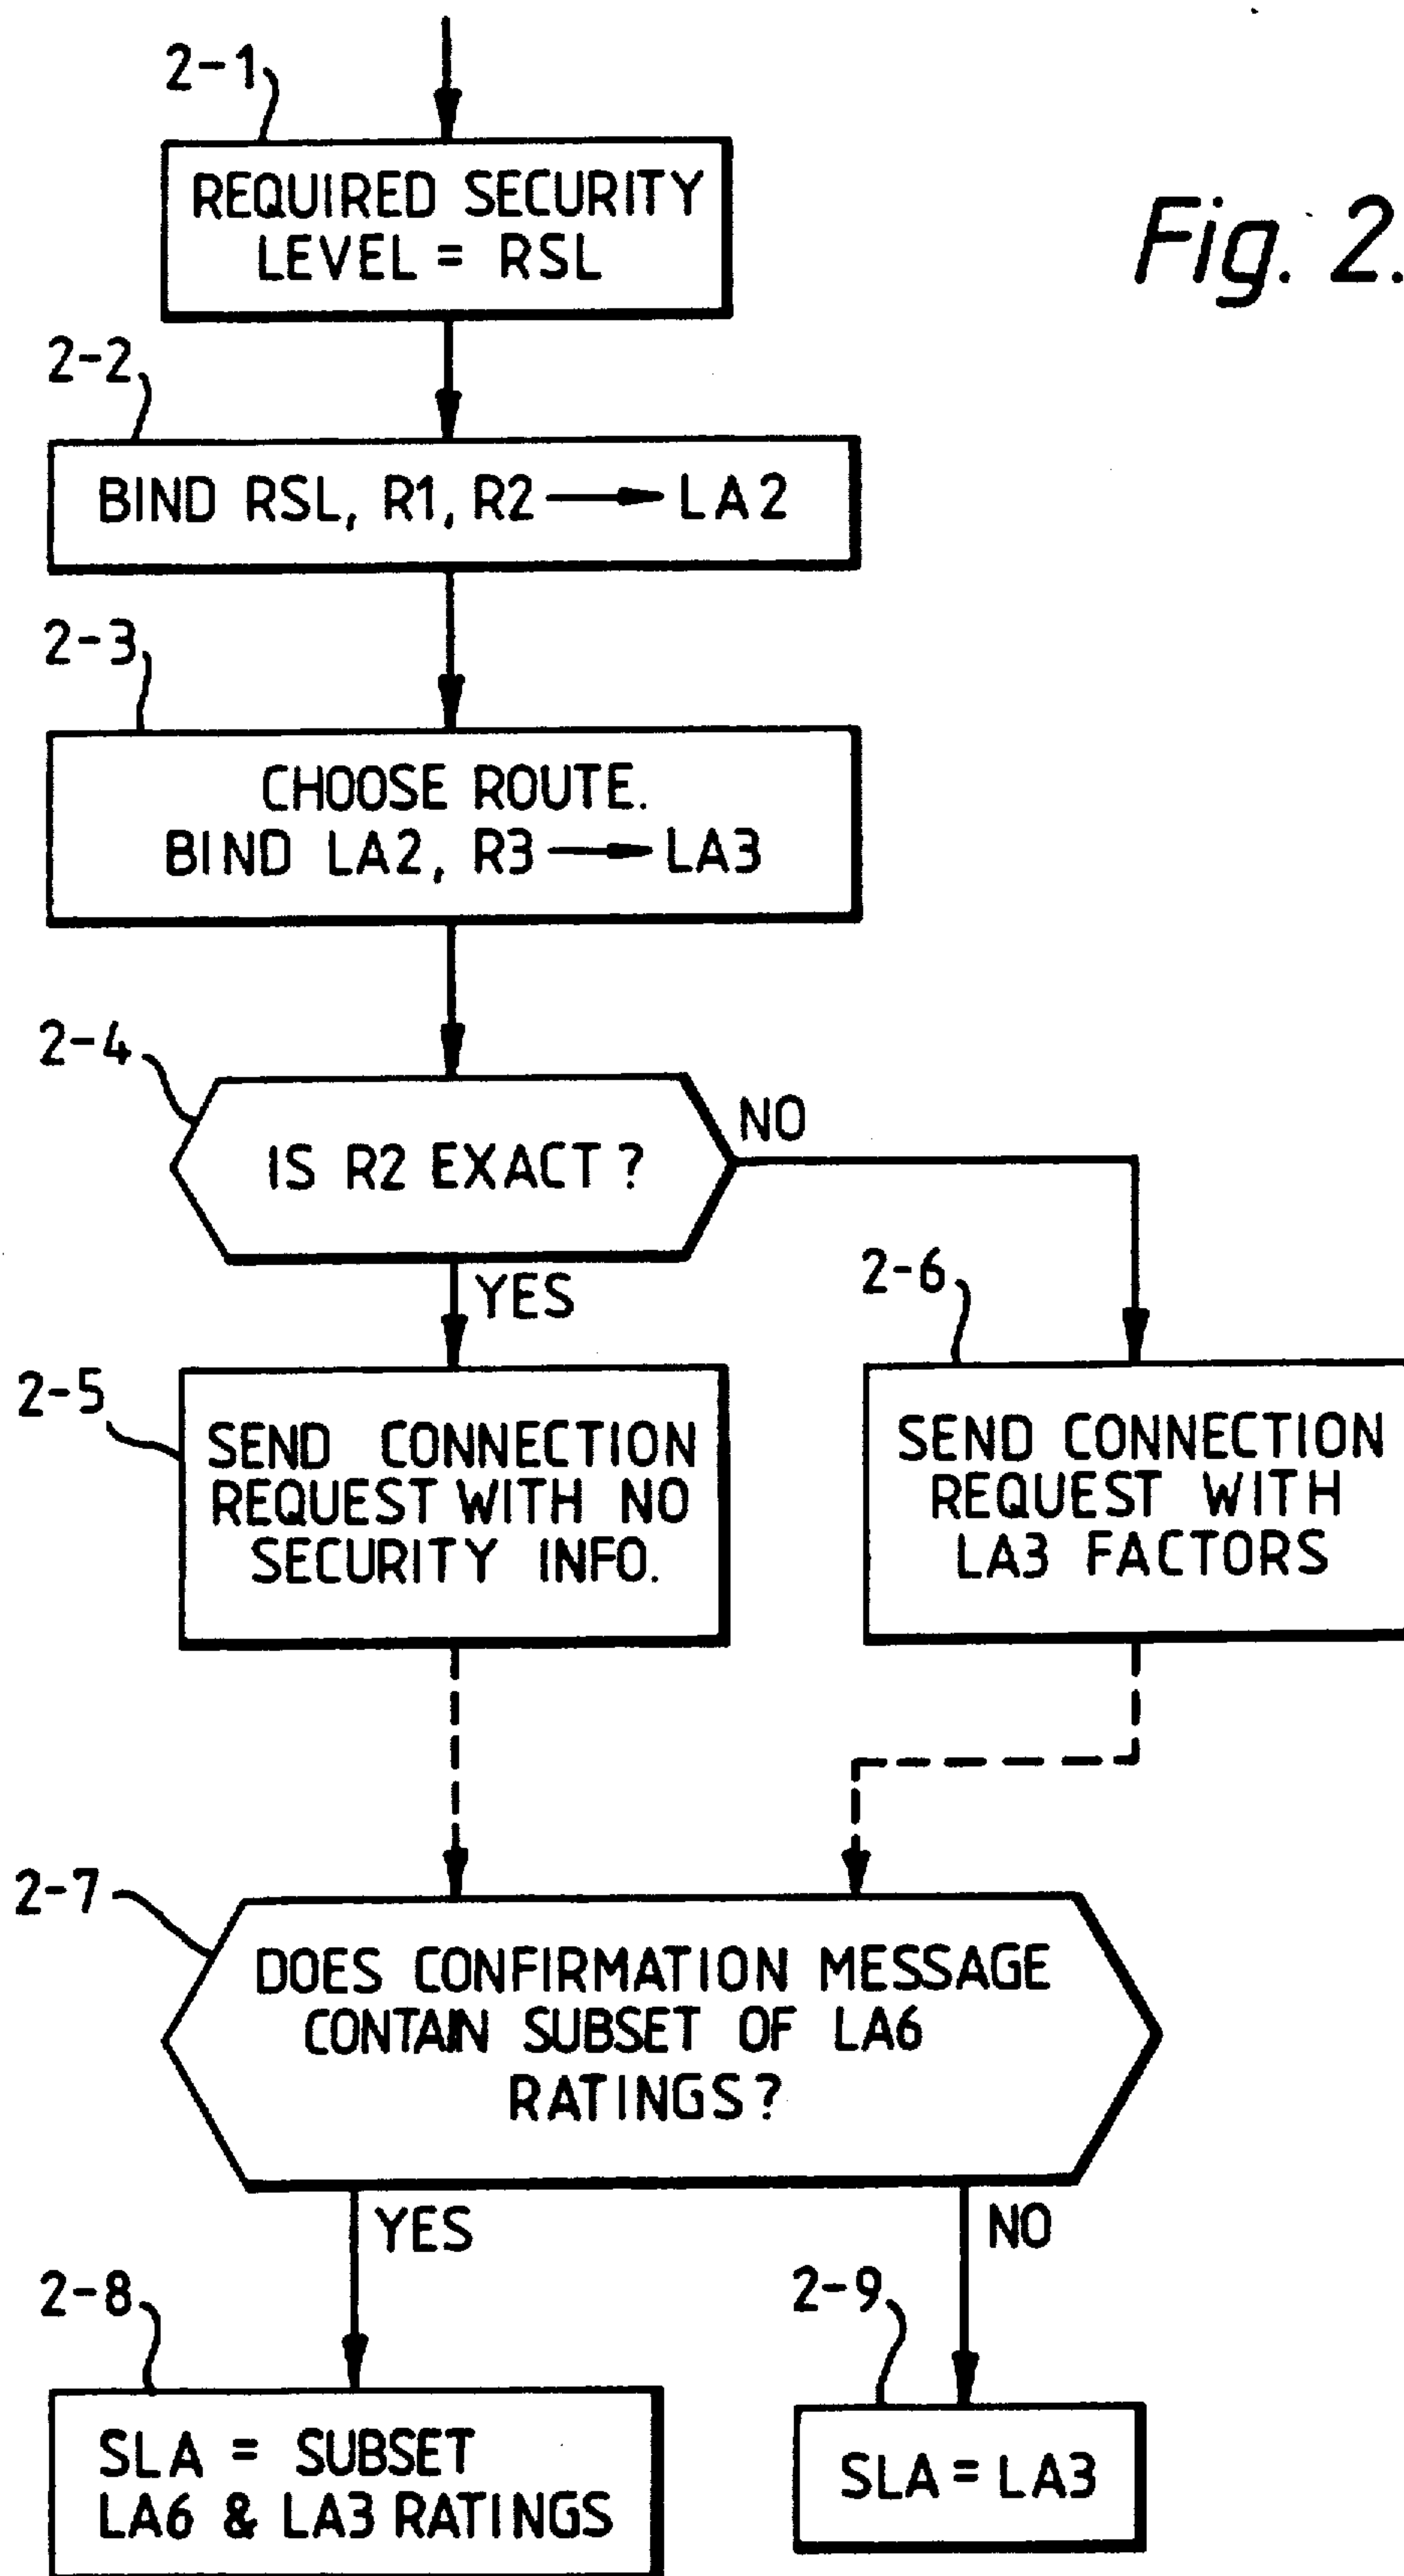 2-1
REQUIRED SECURITY
LEVEL = RSL
Fig. 2.
2-2
BIND RSL, R1, R2 → LA2
2-3
CHOOSE ROUTE.
BIND LA2, R3 → LA3
2-4
IS R2 EXACT?
NO
YES
2-5
SEND CONNECTION
REQUEST WITH NO
SECURITY INFO.
2-6
SEND CONNECTION
REQUEST WITH
LA3 FACTORS
2-7
DOES CONFIRMATION MESSAGE
CONTAIN SUBSET OF LA6
RATINGS?
YES
NO
2-8
SLA = SUBSET
LA6 & LA3 RATINGS
2-9
SLA = LA3